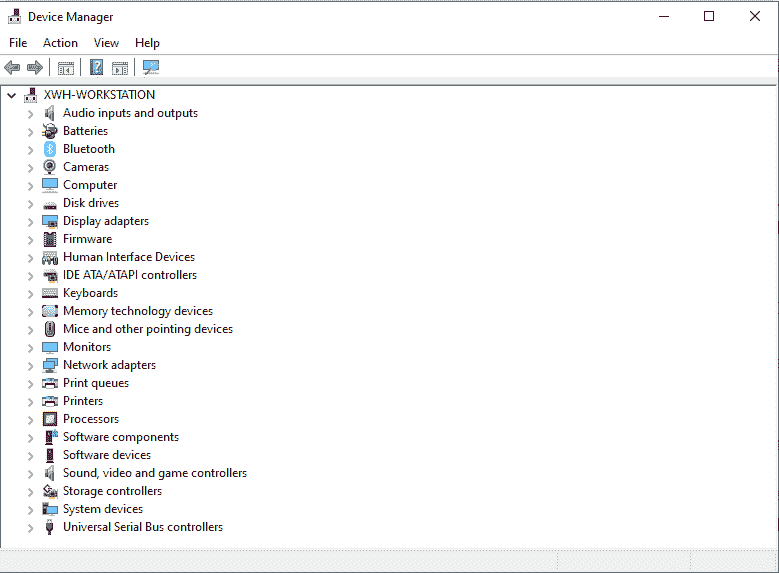 Device Manager
File Action View Help
XWH-WORKSTATION
Audio inputs and outputs
Batteries
Bluetooth
Cameras
Computer
Disk drives
Display adapters
Firmware
Human Interface Devices
IDE ATA/ATAPI controllers
Keyboards
Memory technology devices
Mice and other pointing devices
Monitors
Network adapters
Print queues
Printers
Processors
Software components
Software devices
Sound, video and game controllers
Storage controllers
System devices
Universal Serial Bus controllers